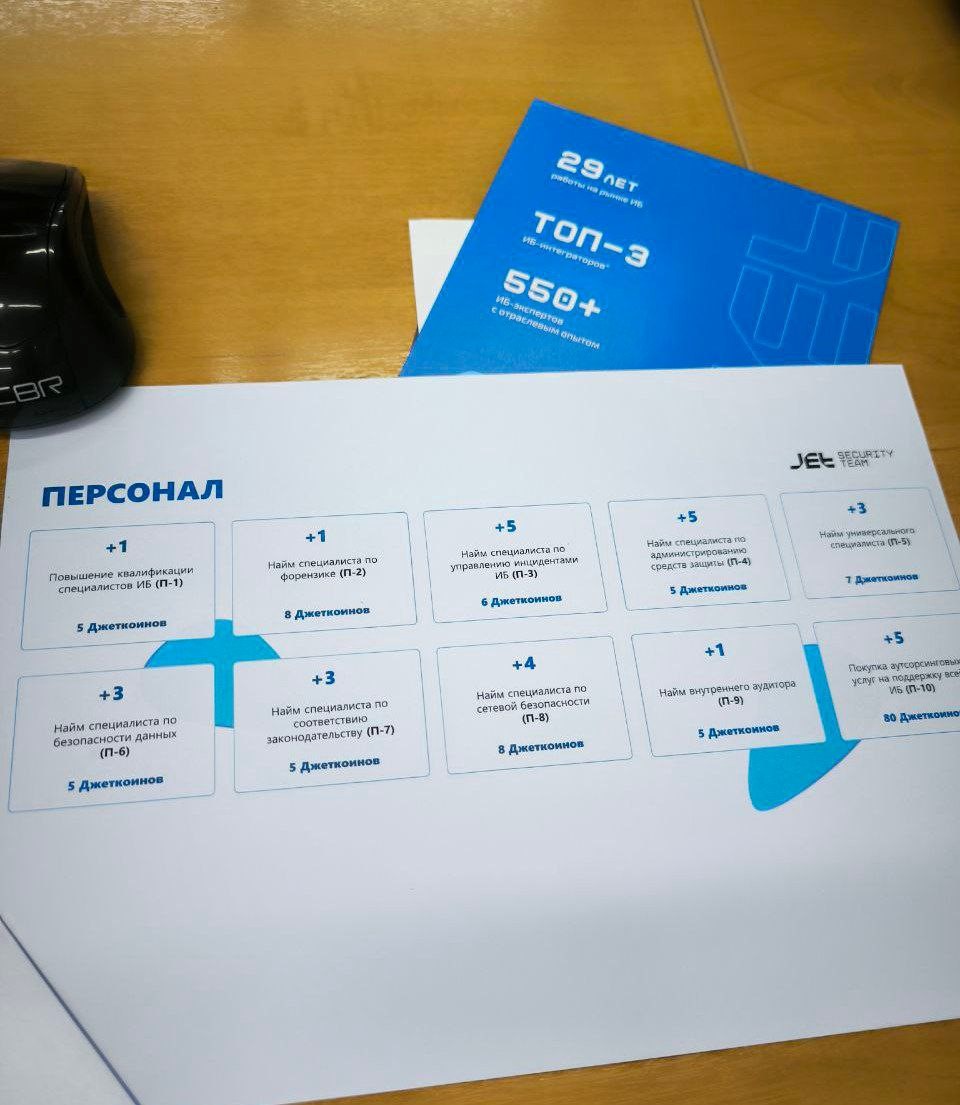 29 ЛЕТ
работы на рынке ИБ
ТОП-3
ИБ-интеграторов*
550+
ИБ-экспертов
с отраслевым опытом
CBR
JET SECURITY
TEAM
ПЕРСОНАЛ
+1
Повышение квалификации
специалистов ИБ (П-1)
5 Джеткоинов
+1
Найм специалиста по
форензике (П-2)
8 Джеткоинов
+5
Найм специалиста по
управлению инцидентами
ИБ (П-3)
6 Джеткоинов
+5
Найм специалиста по
администрированию
средств защиты (П-4)
5 Джеткоинов
+3
Найм универсального
специалиста (П-5)
7 Джеткоинов
+3
Найм специалиста по
безопасности данных
(П-6)
5 Джеткоинов
+3
Найм специалиста по
соответствию
законодательству (П-7)
5 Джеткоинов
+4
Найм специалиста по
сетевой безопасности
(П-8)
8 Джеткоинов
+1
Найм внутреннего аудитора
(П-9)
5 Джеткоинов
+5
Покупка аутсорсинговых
услуг на поддержку всей
ИБ (П-10)
80 Джеткоинов